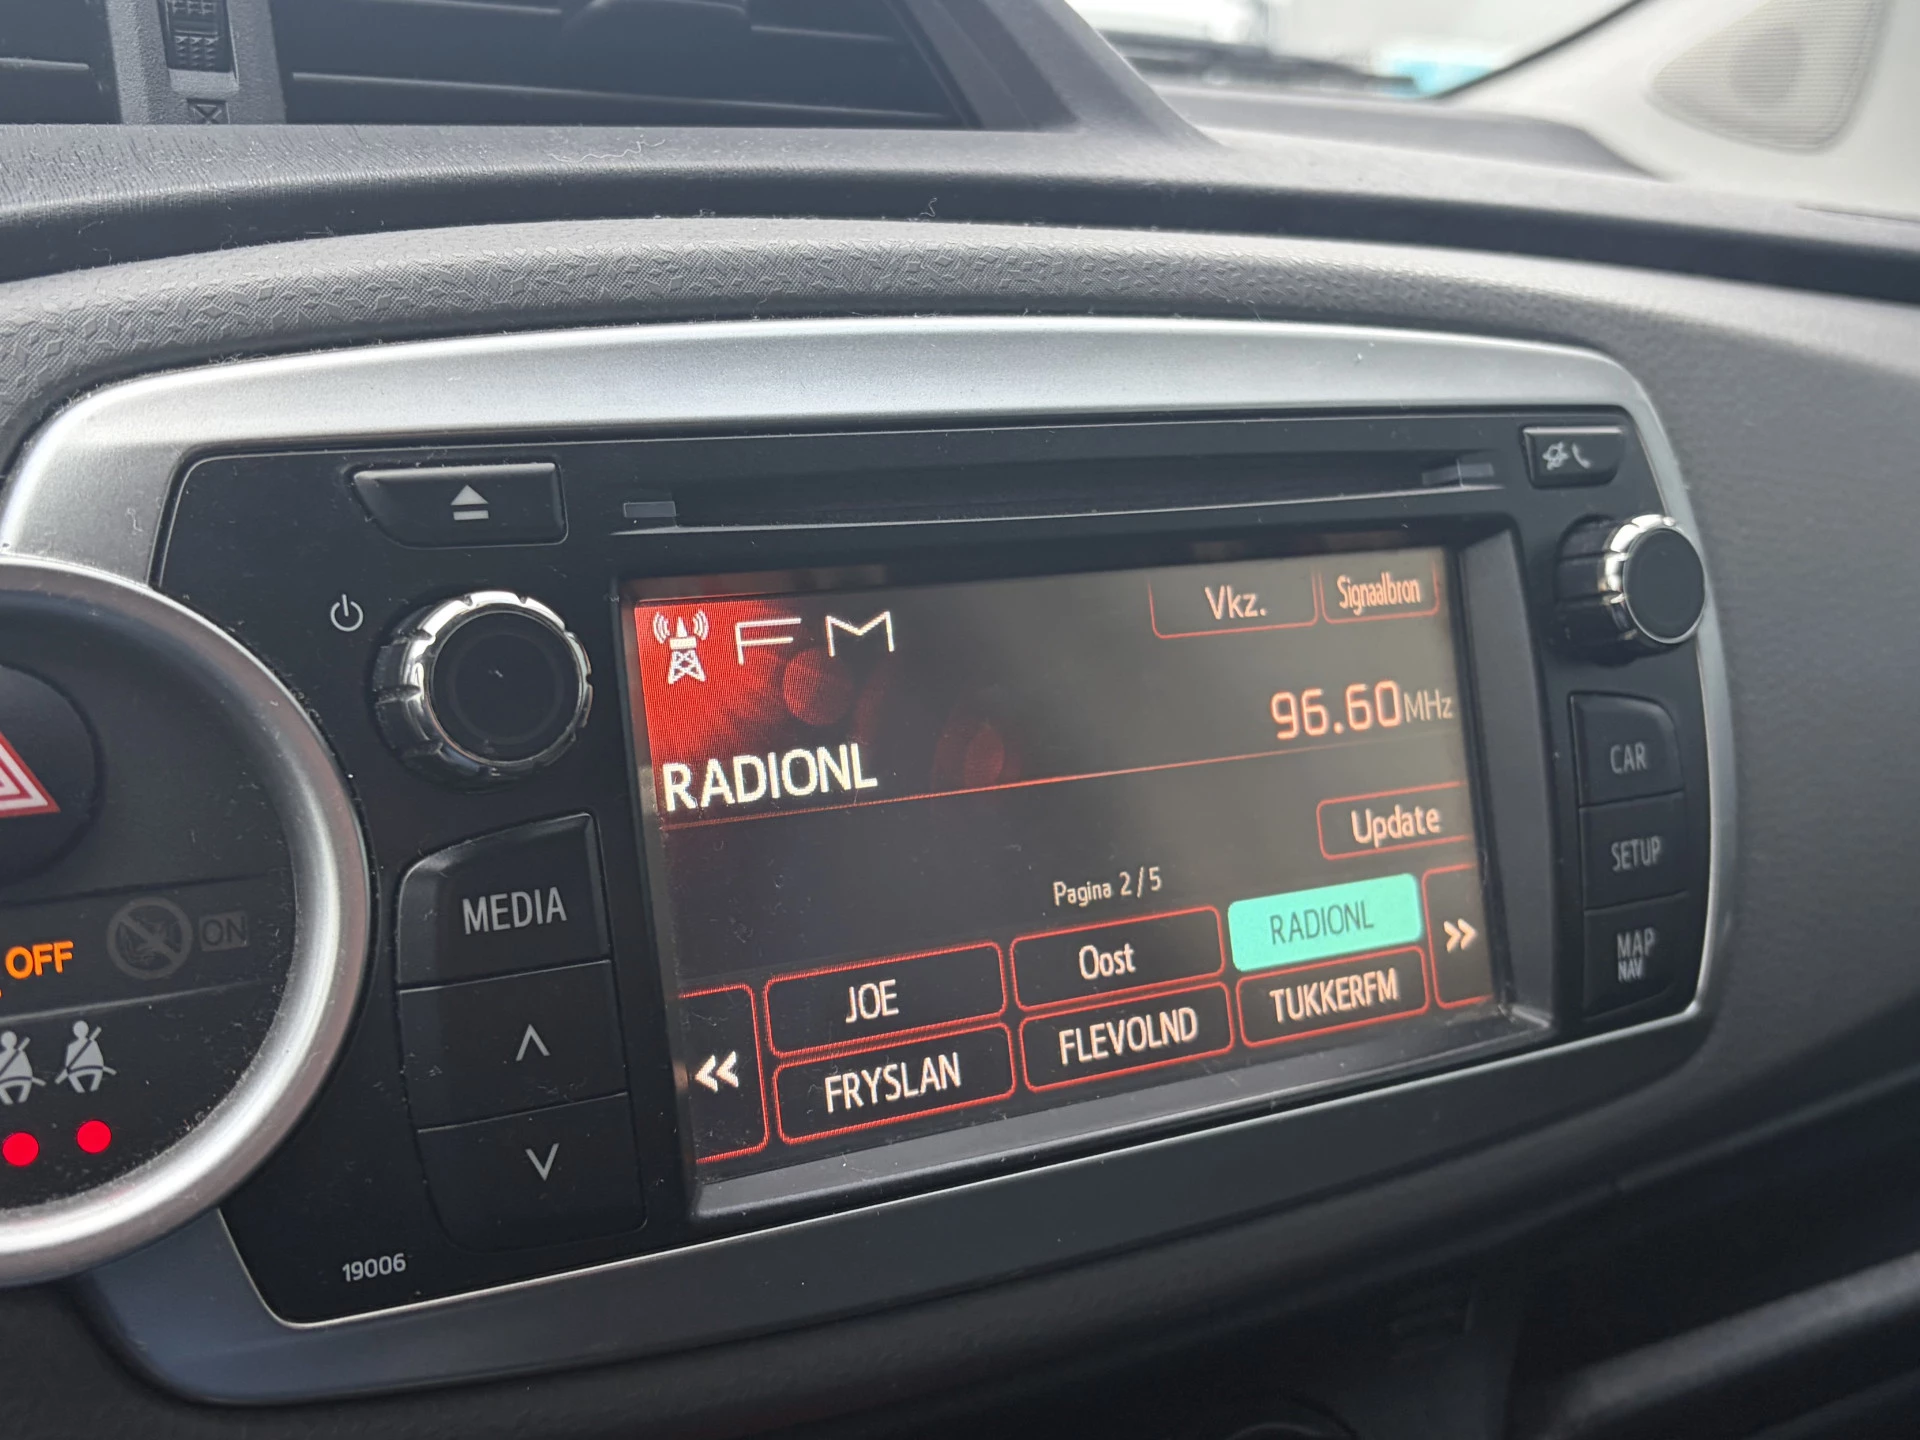 FM
Vkz.
Signaalbron
96.60MHz
RADIONL
Update
Pagina 2/5
JOE
Oost
RADIONL
FRYSLAN
FLEVOLND
TUKKERFM
MEDIA
CAR
SETUP
MAP
NAV
OFF
ON
19006